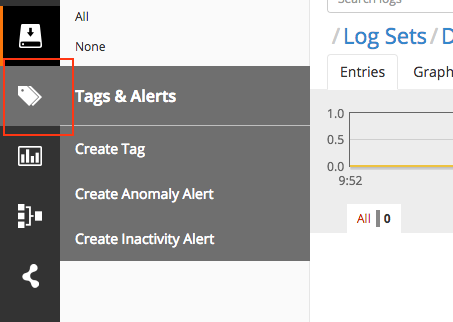 All
None
Tags & Alerts
Create Tag
Create Anomaly Alert
Create Inactivity Alert
Search logs
/ Log Sets / D
Entries
Graph
1.0
0.5
0.0
9:52
All 0